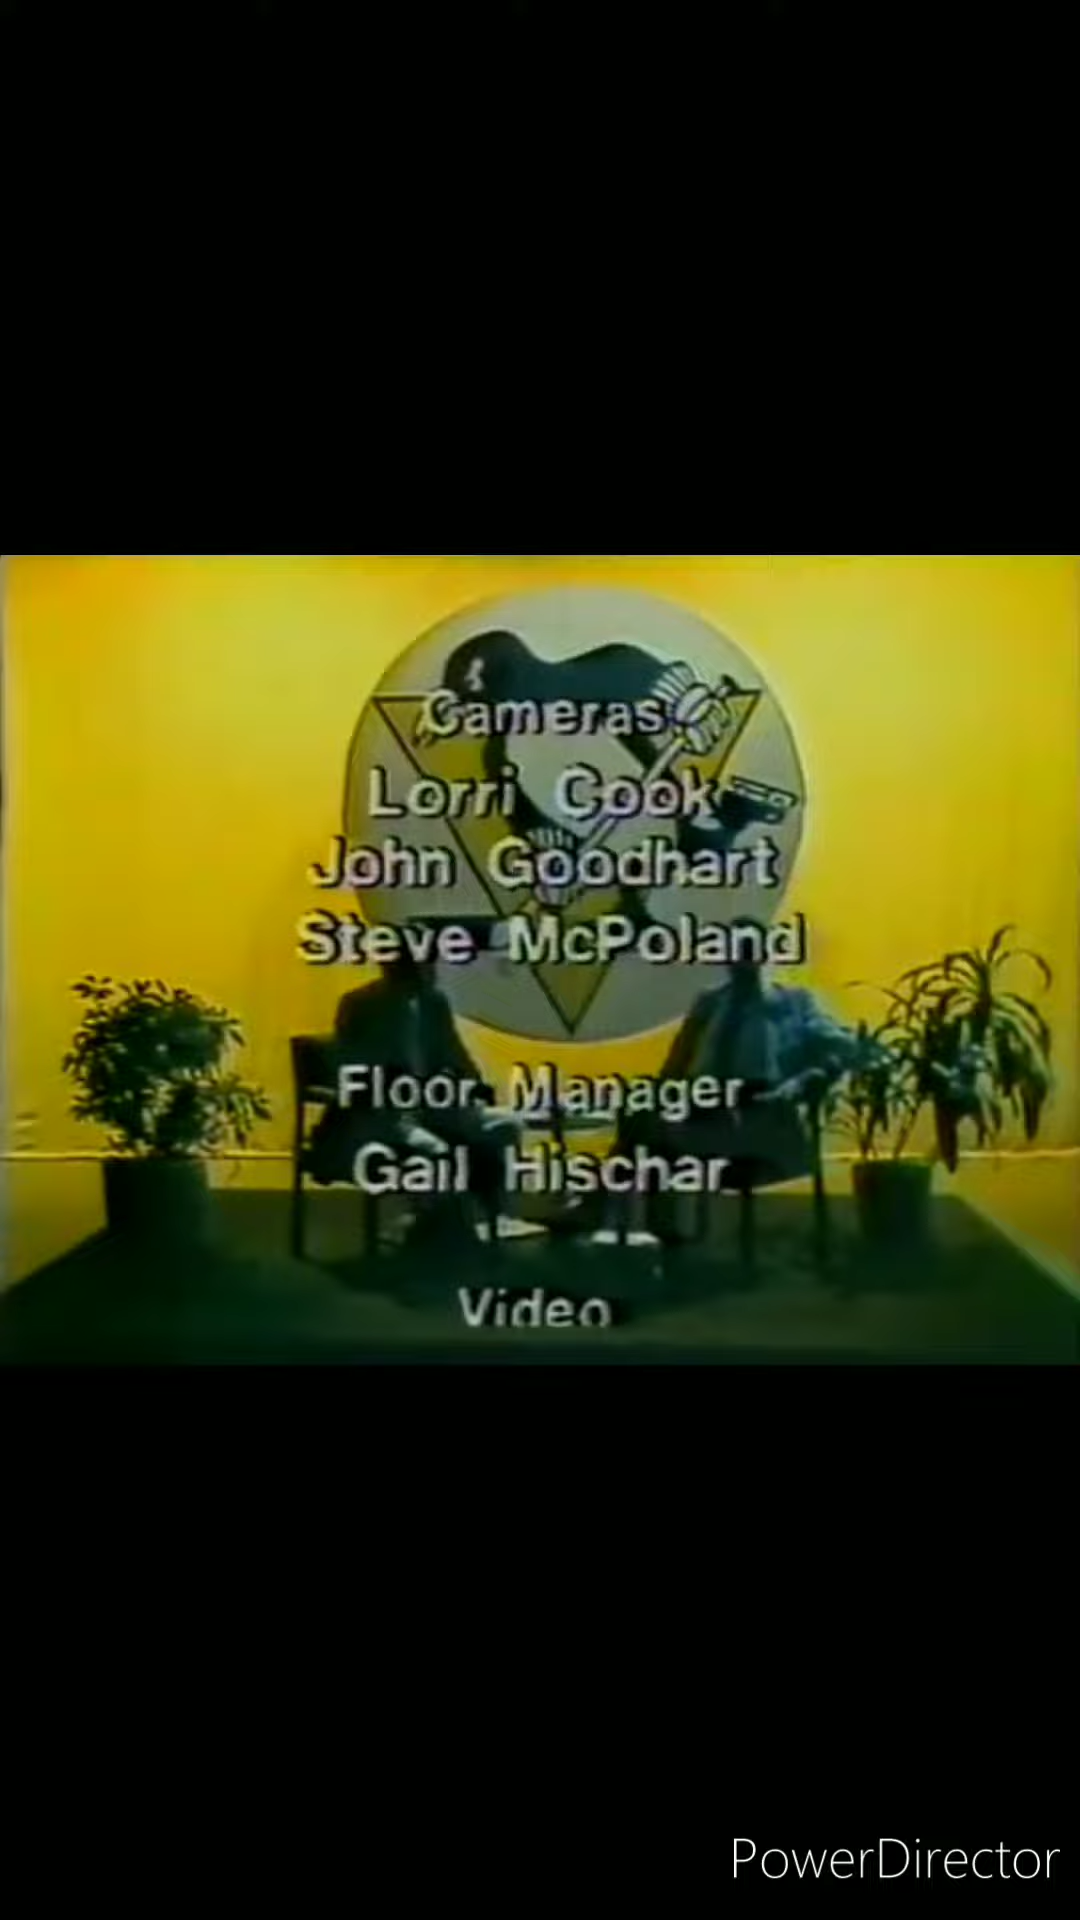 Cameras
Lorri Cook
John Goodhart
Steve McPoland
Floor Manager
Gail Hischar
Video
PowerDirector